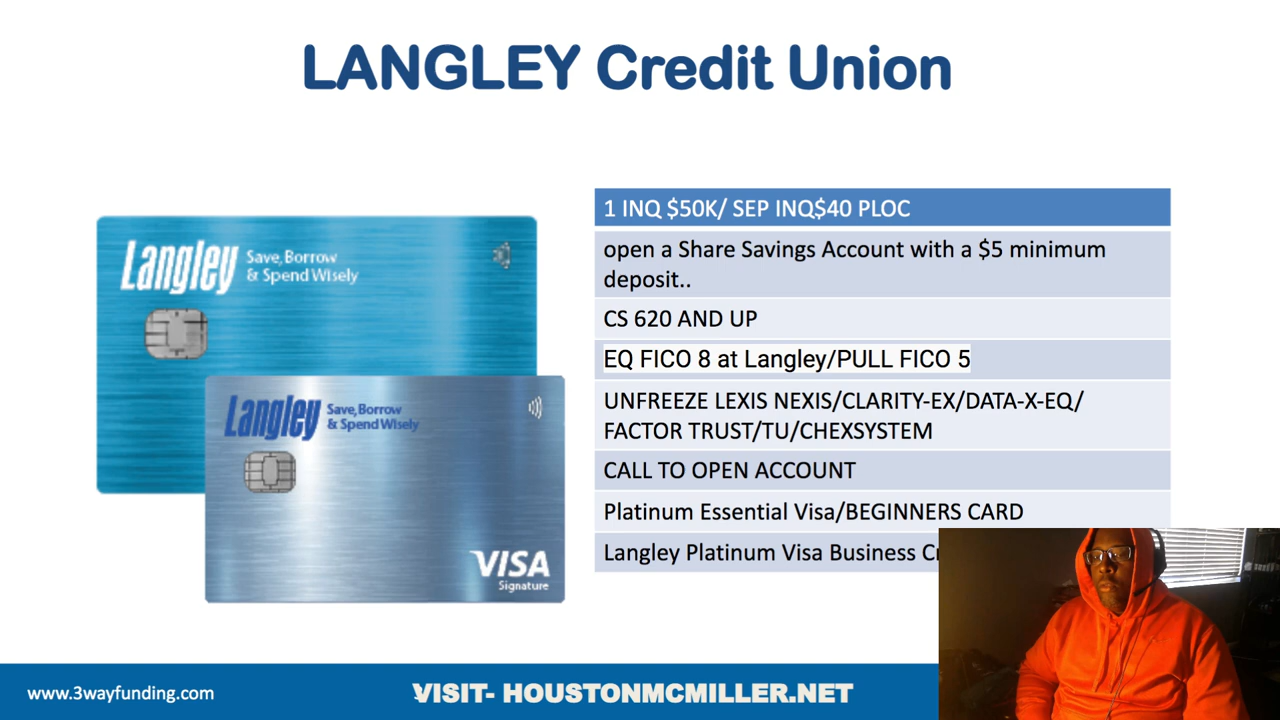 LANGLEY Credit Union
Langley Save, Borrow
& Spend Wisely
Langley Save, Borrow
& Spend Wisely
VISA
Signature
1 INQ $50K/ SEP INQ$40 PLOC
open a Share Savings Account with a $5 minimum
deposit..
CS 620 AND UP
EQ FICO 8 at Langley/PULL FICO 5
UNFREEZE LEXIS NEXIS/CLARITY-EX/DATA-X-EQ/
FACTOR TRUST/TU/CHEXSYSTEM
CALL TO OPEN ACCOUNT
Platinum Essential Visa/BEGINNERS CARD
Langley Platinum Visa Business
www.3wayfunding.com
VISIT- HOUSTONMCMILLER.NET